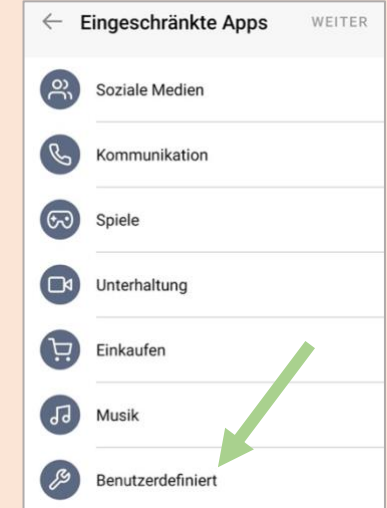 Eingeschränkte Apps WEITER
Soziale Medien
Kommunikation
Spiele
Unterhaltung
Einkaufen
Musik
Benutzerdefiniert